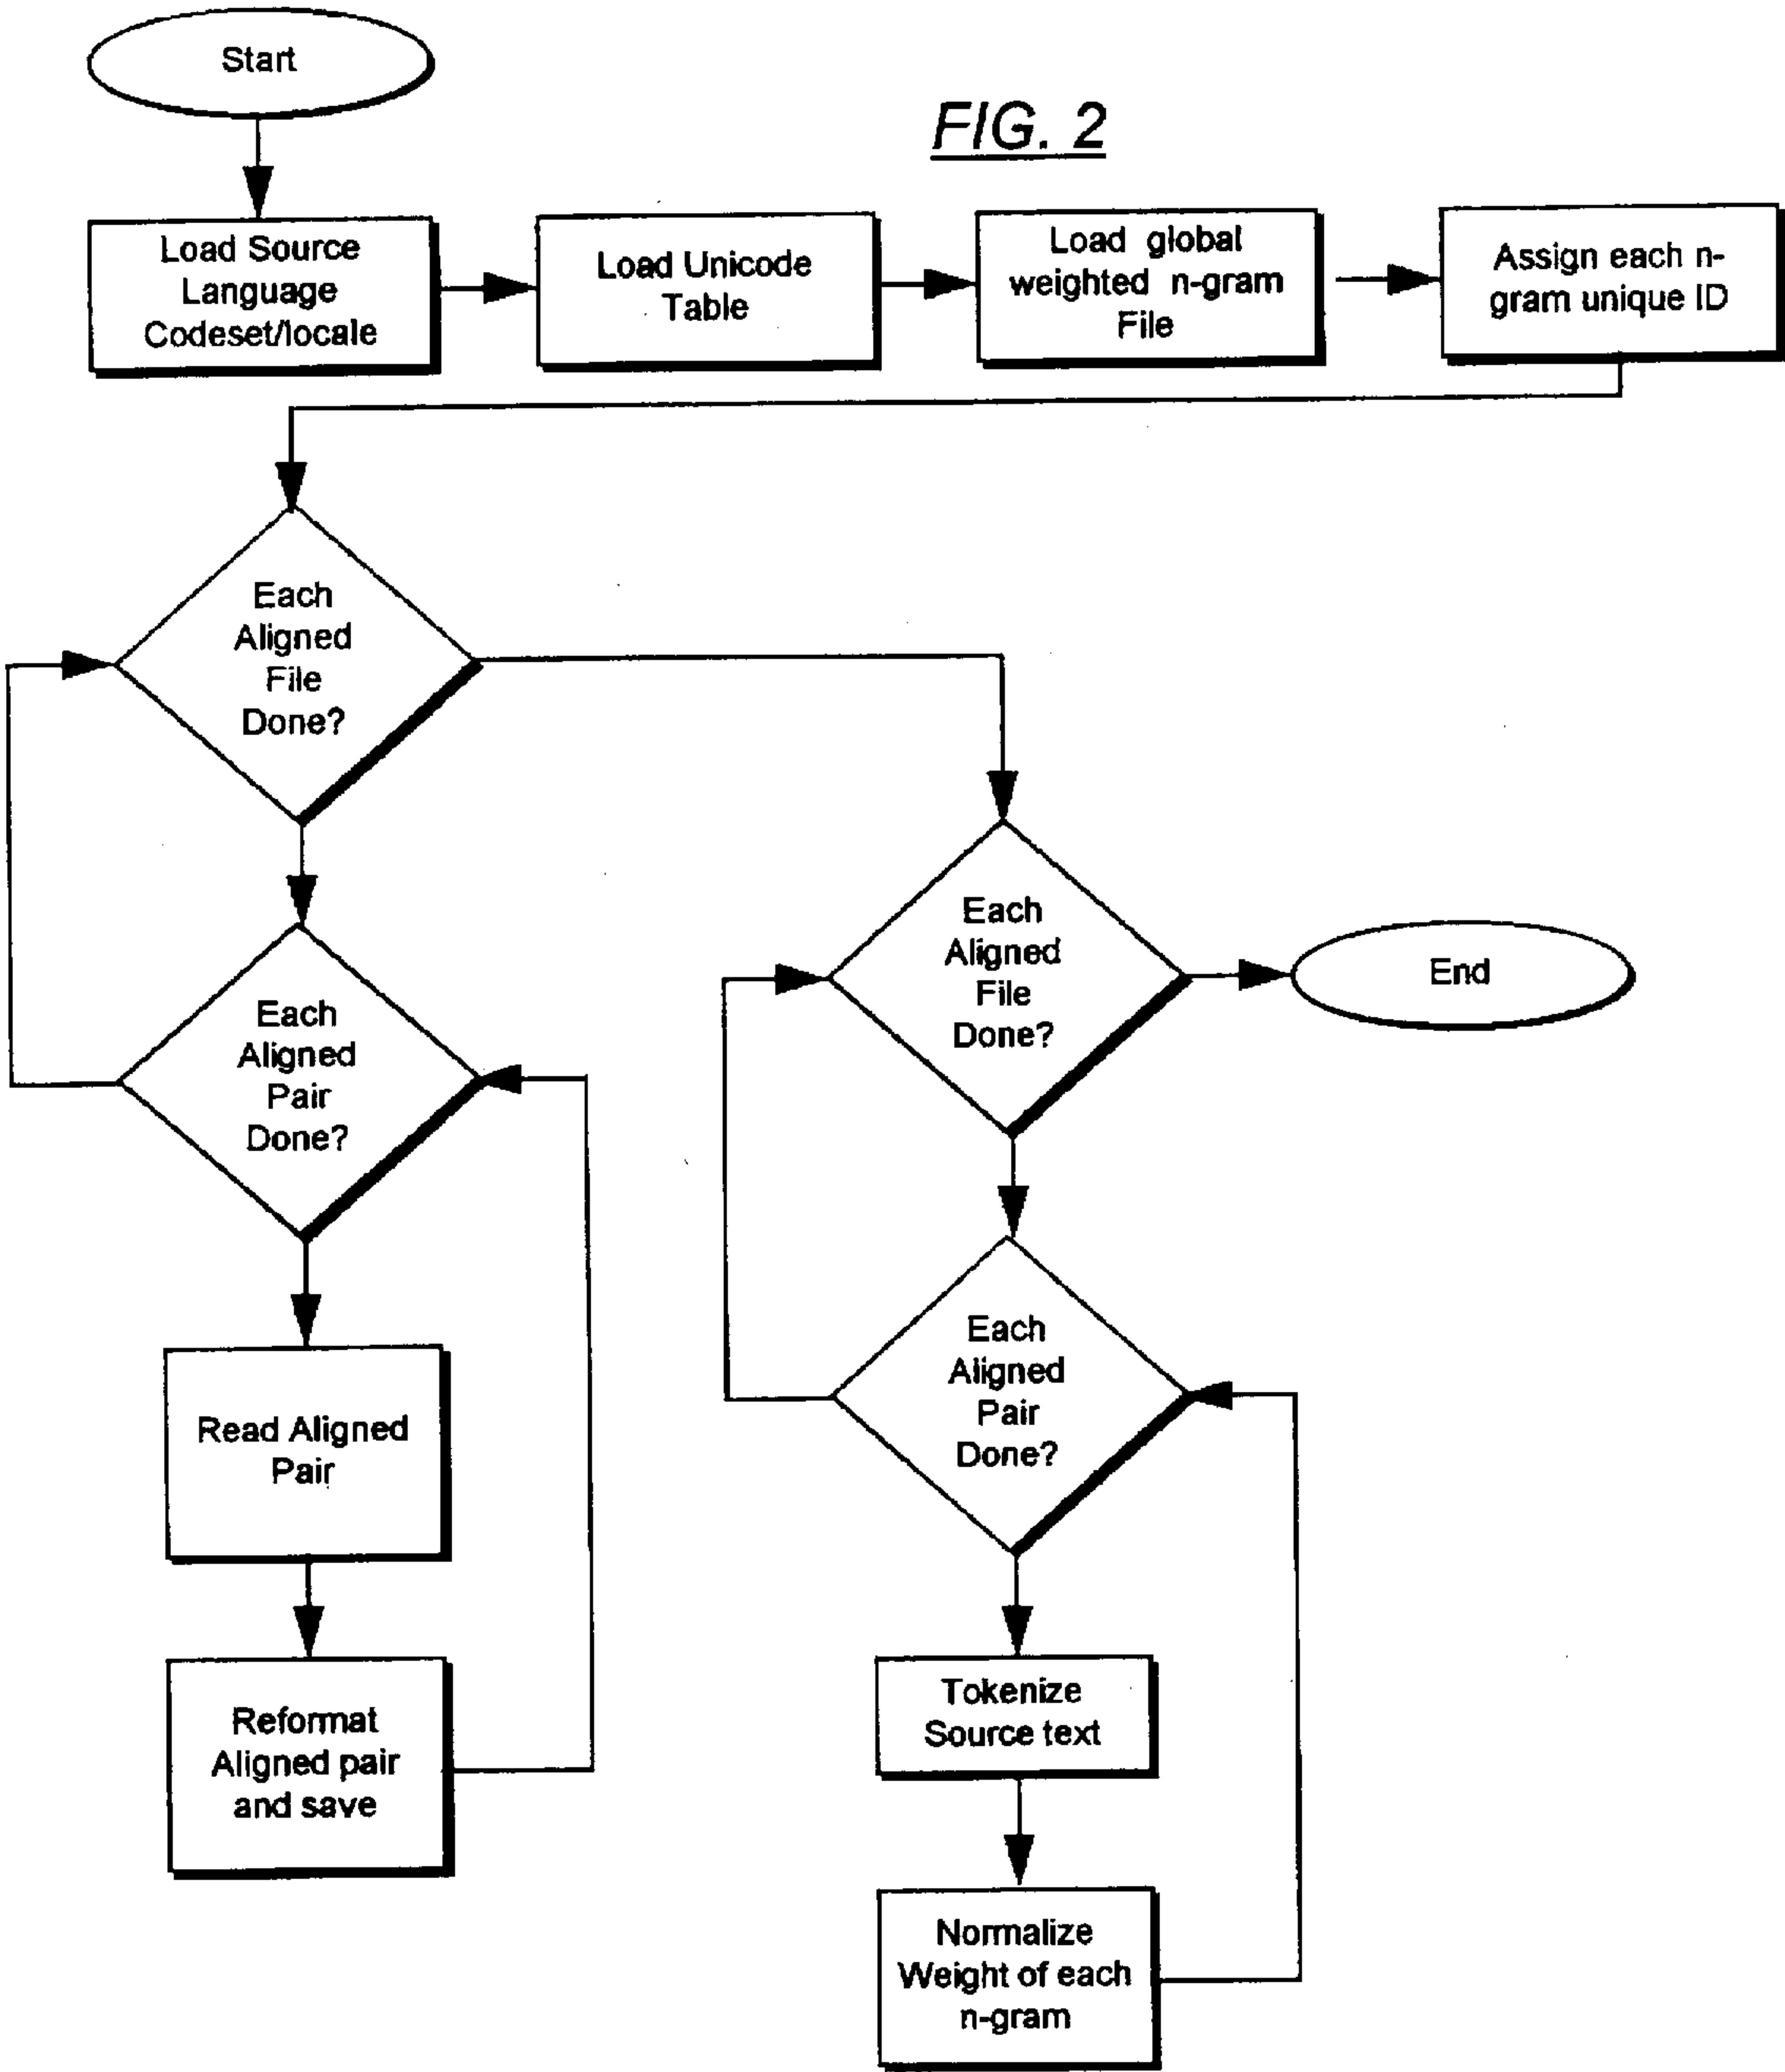 Start
FIG. 2
Load Source
Language
Codeset/locale
Load Unicode
Table
Load global
weighted n-gram
File
Assign each n-
gram unique ID
Each
Aligned
File
Done?
Each
Aligned
Pair
Done?
Read Aligned
Pair
Reformat
Aligned pair
and save
Each
Aligned
File
Done?
End
Each
Aligned
Pair
Done?
Tokenize
Source text
Normalize
Weight of each
n-gram